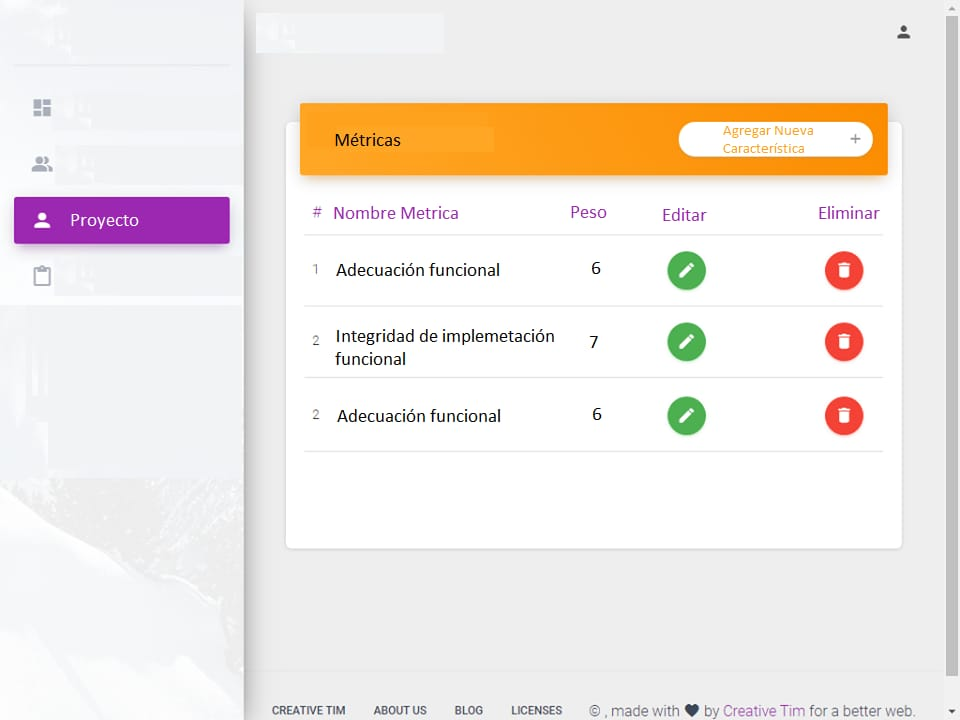 Proyecto
Métricas
Agregar Nueva
Característica +
# Nombre Metrica Peso Editar Eliminar
1 Adecuación funcional 6
2 Integridad de implemetación
funcional 7
2 Adecuación funcional 6
CREATIVE TIM ABOUT US BLOG LICENSES © , made with ♥ by Creative Tim for a better web.